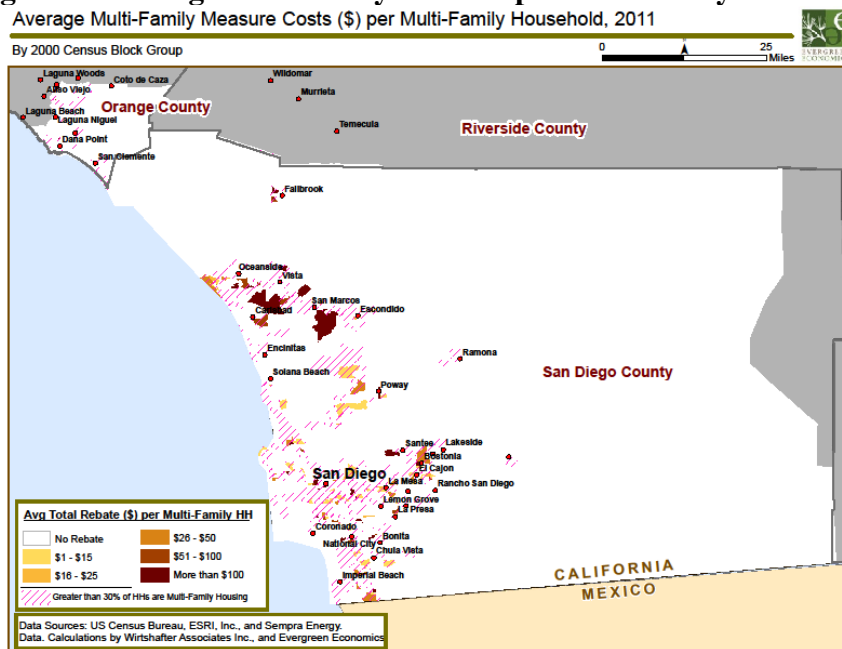 Average Multi-Family Measure Costs ($) per Multi-Family Household, 2011
By 2000 Census Block Group
0 25
Miles
EVERGREEN
ECONOMICS
Laguna Woods
Coto de Caza
Aliso Viejo
Orange County
Laguna Beach
Laguna Niguel
Dana Point
San Clemente
Wildomar
Murrieta
Temecula
Riverside County
Fallbrook
Oceanside
Vista
San Marcos
Carlsbad
Escondido
Encinitas
Solana Beach
Ramona
San Diego County
Poway
Santee
Lakeside
Bostonia
El Cajon
San Diego
La Mesa
Rancho San Diego
Lemon Grove
La Presa
Coronado
National City
Bonita
Chula Vista
Imperial Beach
CALIFORNIA
MEXICO
Avg Total Rebate ($) per Multi-Family HH
No Rebate
$26 - $50
$1 - $15
$51 - $100
$16 - $25
More than $100
Greater than 30% of HHs are Multi-Family Housing
Data Sources: US Census Bureau, ESRI, Inc., and Sempra Energy.
Data. Calculations by Wirtshafter Associates Inc., and Evergreen Economics